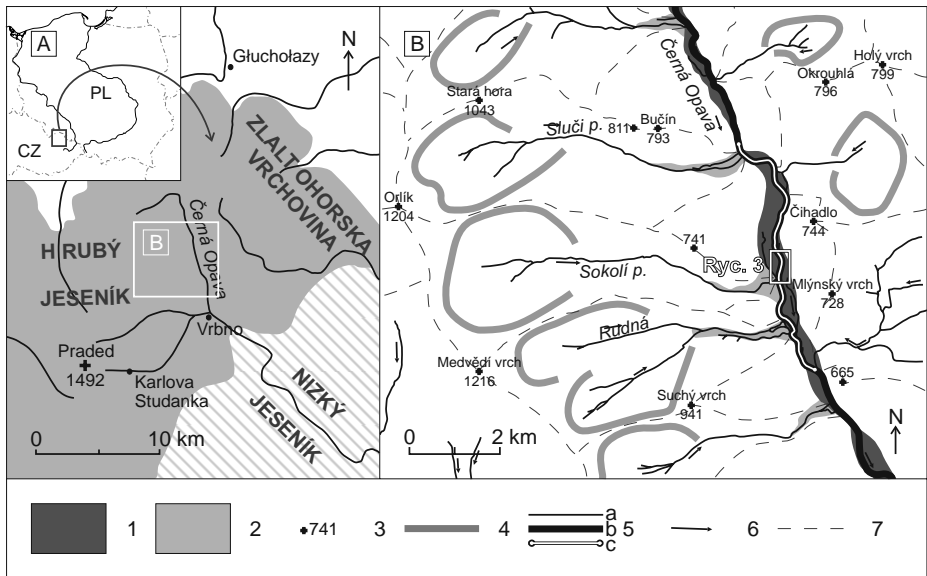 A
PL
CZ
Głuchołazy
N
ZLALT OHORSKA
VRCHOVINA
Černá Opava
B
H RUBÝ
JESENÍK
Vrbno
Praded
1492
Karlova
Studanka
NIZKÝ
JESENÍK
0 10 km
B
Černá Opava
Holý vrch
799
Okrouhlá
796
Stará hora
1043
Bučín
811 793
Sluči p.
Orlík
1204
Čihadlo
744
741
Ryc. 3
Sokolí p.
Mlýnský vrch
728
Rudná
Medvědí vrch
1216
665
Suchý vrch
941
N
0 2 km
1 2 741 3 4 a b c 5 6 7